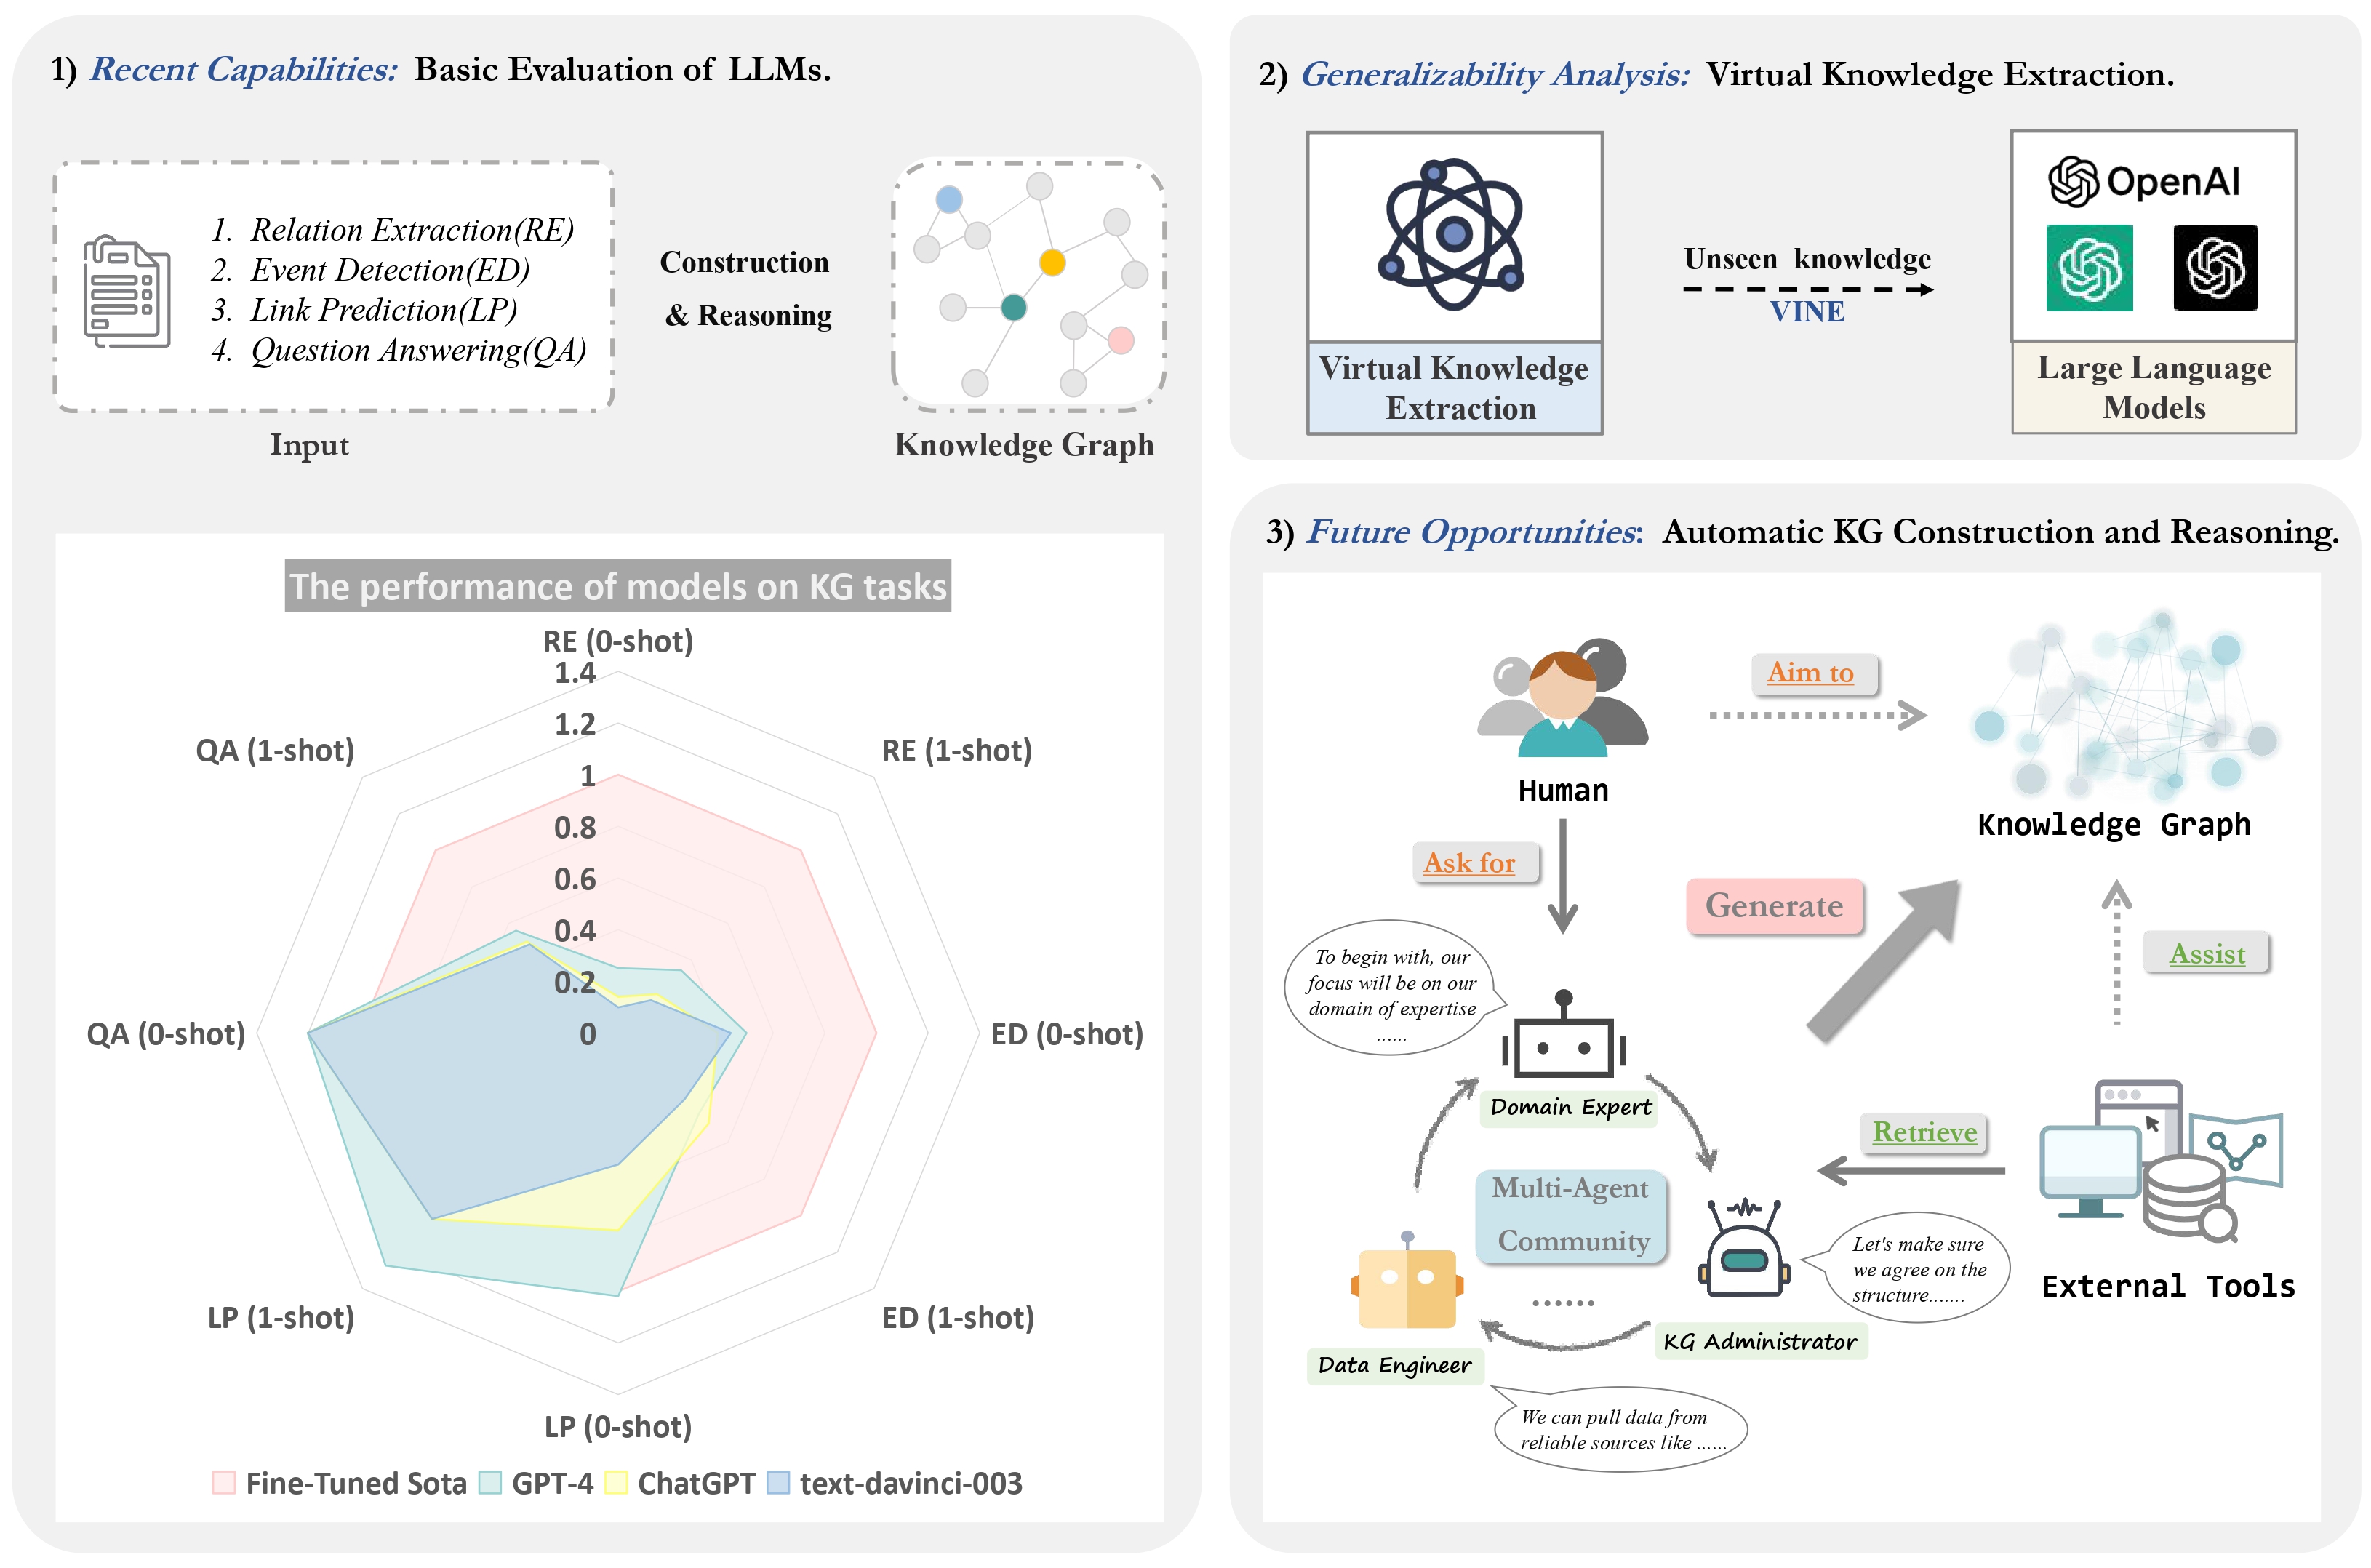 1) Recent Capabilities: Basic Evaluation of LLMs.
1. Relation Extraction(RE)
2. Event Detection(ED)
3. Link Prediction(LP)
4. Question Answering(QA)
Input
Construction
& Reasoning
Knowledge Graph
The performance of models on KG tasks
RE (0-shot)
1.4
1.2
1
0.8
0.6
0.4
0.2
0
QA (1-shot)
RE (1-shot)
QA (0-shot)
ED (0-shot)
LP (1-shot)
ED (1-shot)
LP (0-shot)
Fine-Tuned Sota GPT-4 ChatGPT text-davinci-003
2) Generalizability Analysis: Virtual Knowledge Extraction.
Virtual Knowledge
Extraction
Unseen knowledge
VINE
OpenAI
Large Language
Models
3) Future Opportunities: Automatic KG Construction and Reasoning.
Human
Aim to
Knowledge Graph
Ask for
Generate
Assist
To begin with, our
focus will be on our
domain of expertise
......
Domain Expert
Retrieve
Multi-Agent
Community
......
Let's make sure
we agree on the
structure.......
External Tools
KG Administrator
Data Engineer
We can pull data from
reliable sources like ......